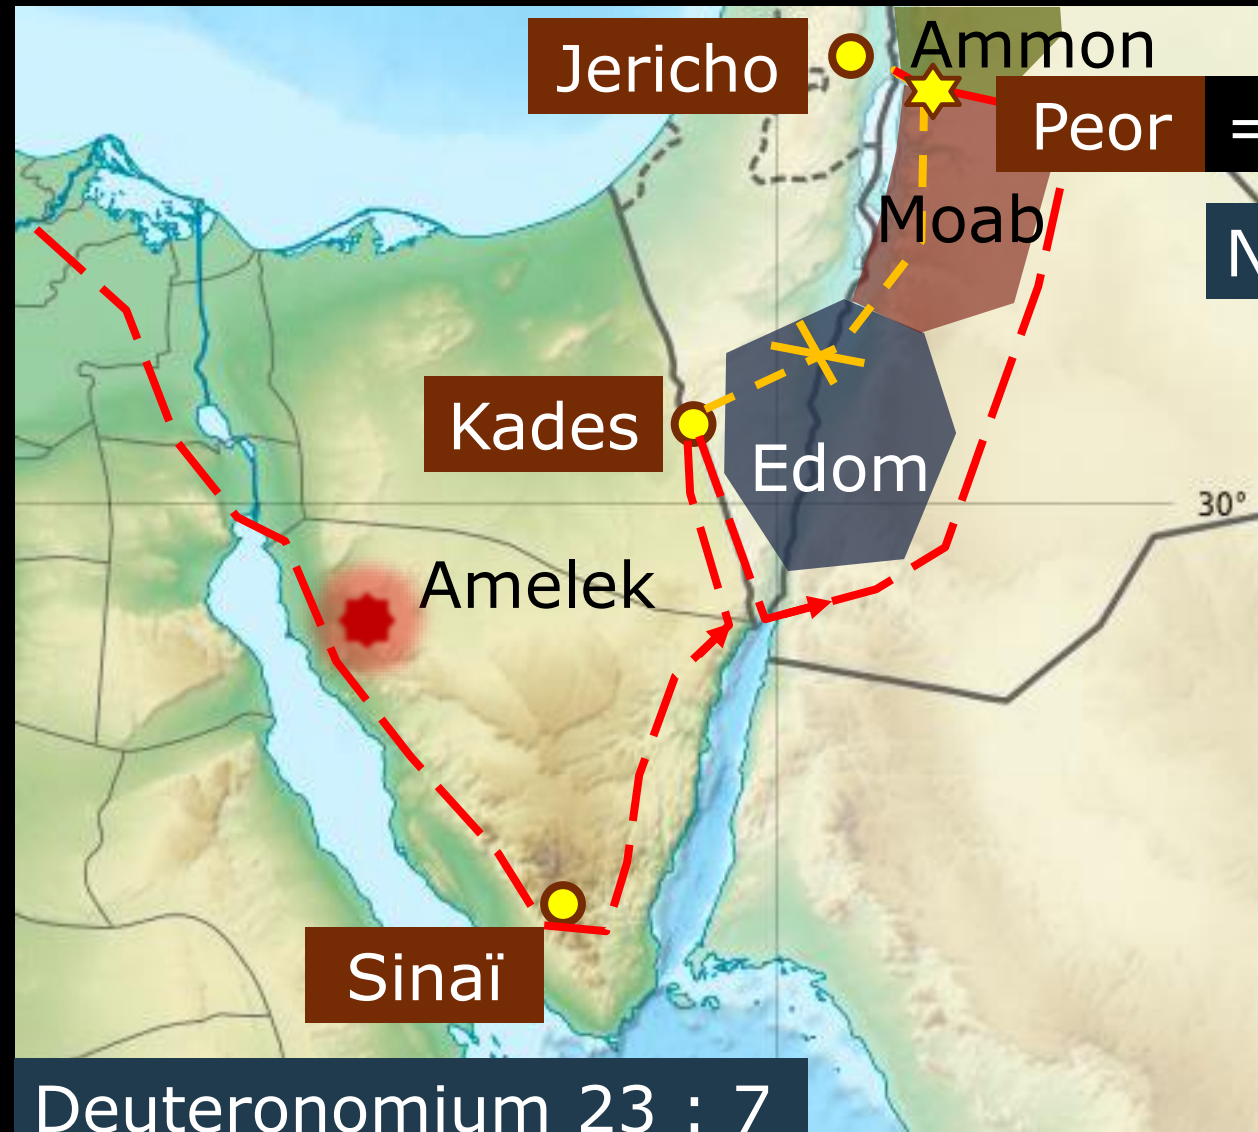 Ammon
Jericho
Peor =
Moab
N
Kades
Edom
30°
Amelek
Sinaï
Deuteronomium 23 : 7